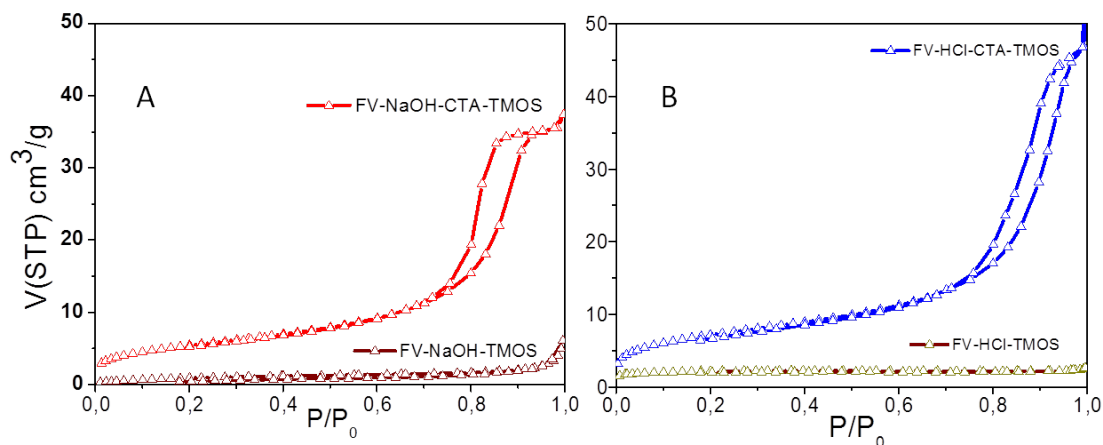 A
FV-NaOH-CTA-TMOS
FV-NaOH-TMOS
V(STP) cm³/g
50
40
30
20
10
0
0,0 0,2 0,4 0,6 0,8 1,0
P/P₀
B
FV-HCl-CTA-TMOS
FV-HCl-TMOS
50
40
30
20
10
0
0,0 0,2 0,4 0,6 0,8 1,0
P/P₀